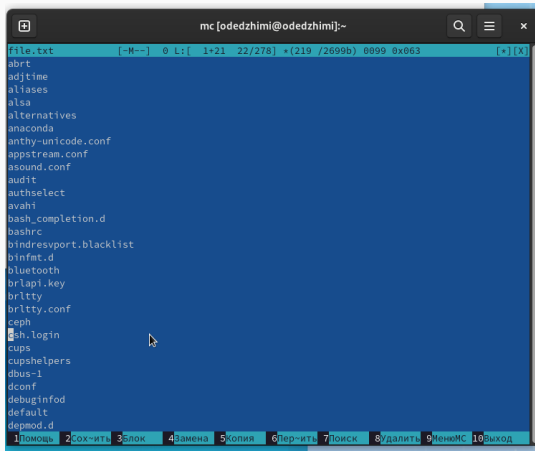 mc [odedzhimi@odedzhimi]:~
file.txt [-M--] 0 L:[ 1+21 22/278] *(219 /2699b) 0099 0x063 [*][X]
abrt
adjtime
aliases
alsa
alternatives
anaconda
anthy-unicode.conf
appstream.conf
asound.conf
audit
authselect
avahi
bash_completion.d
bashrc
bindresvport.blacklist
binfmt.d
bluetooth
brlapi.key
brltty
brltty.conf
ceph
csh.login
cups
cupshelpers
dbus-1
dconf
debuginfod
default
depmod.d
1Помощь 2Сох~ить 3Блок 4Замена 5Копия 6Пер~ить 7Поиск 8Удалить 9МенюMC 10Выход